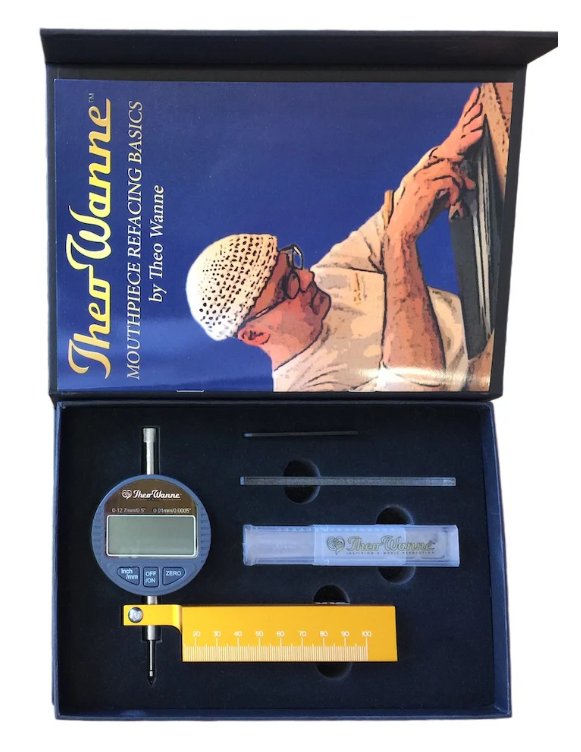 Theo Wanne™
MOUTHPIECE REFACING BASICS
by Theo Wanne
Theo Wanne
Inch
/mm
OFF
/ON
ZERO
Theo Wanne
20 30 40 50 60 70 80 90 100